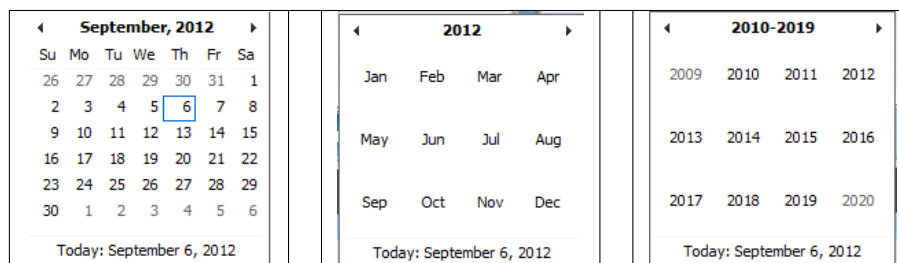 September, 2012
Su Mo Tu We Th Fr Sa
26 27 28 29 30 31 1
2 3 4 5 6 7 8
9 10 11 12 13 14 15
16 17 18 19 20 21 22
23 24 25 26 27 28 29
30 1 2 3 4 5 6
Today: September 6, 2012
2012
Jan Feb Mar Apr
May Jun Jul Aug
Sep Oct Nov Dec
Today: September 6, 2012
2010-2019
2009 2010 2011 2012
2013 2014 2015 2016
2017 2018 2019 2020
Today: September 6, 2012